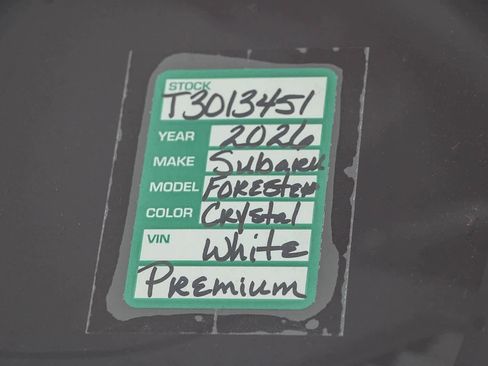 STOCK
T3013451
YEAR 2026
MAKE Subaru
MODEL FORESTER
COLOR Crystal
VIN White
PREMIUM